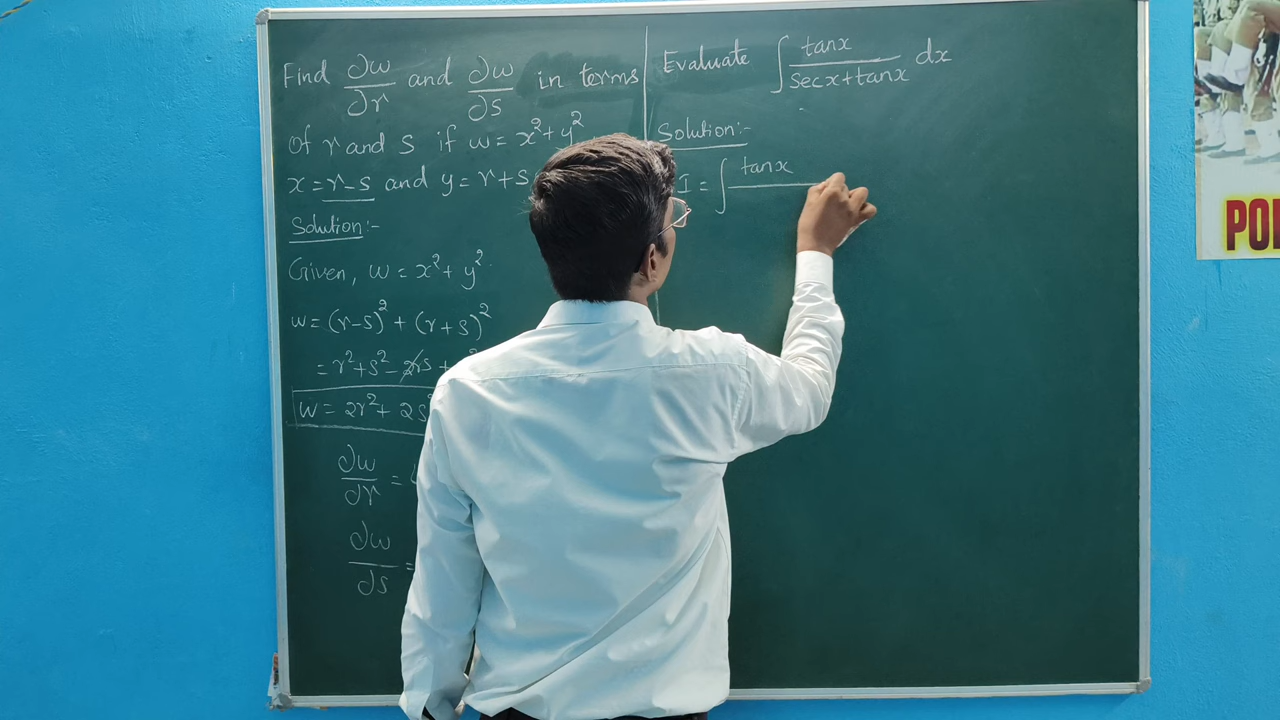 Find ∂w/∂r and ∂w/∂s in terms
of r and s if w = x² + y²
x = r-s and y = r+s
Solution:-
Given, w = x² + y²
w = (r-s)² + (r+s)²
= r² + s² - 2rs +
w = 2r² + 2s²
∂w/∂r =
∂w/∂s =
Evaluate ∫ tanx/(secx+tanx) dx
Solution:-
I = ∫ tanx